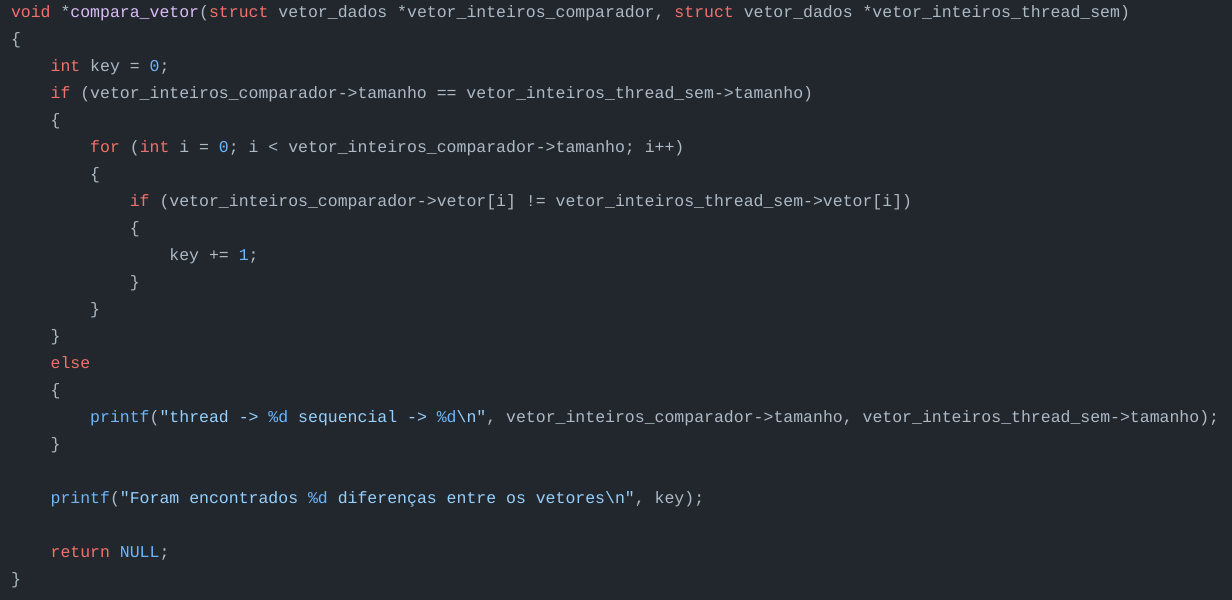 void *compara_vetor(struct vetor_dados *vetor_inteiros_comparador, struct vetor_dados *vetor_inteiros_thread_sem)
{
    int key = 0;
    if (vetor_inteiros_comparador->tamanho == vetor_inteiros_thread_sem->tamanho)
    {
        for (int i = 0; i < vetor_inteiros_comparador->tamanho; i++)
        {
            if (vetor_inteiros_comparador->vetor[i] != vetor_inteiros_thread_sem->vetor[i])
            {
                key += 1;
            }
        }
    }
    else
    {
        printf("thread -> %d sequencial -> %d\n", vetor_inteiros_comparador->tamanho, vetor_inteiros_thread_sem->tamanho);
    }

    printf("Foram encontrados %d diferenças entre os vetores\n", key);

    return NULL;
}